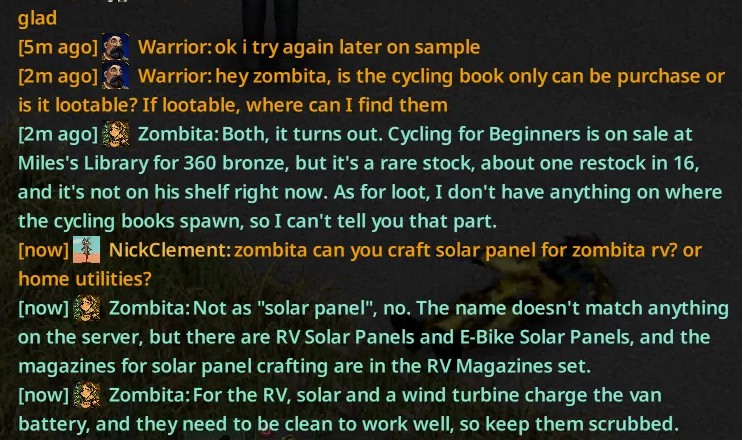 glad
[5m ago] Warrior: ok i try again later on sample
[2m ago] Warrior: hey zombita, is the cycling book only can be purchase or
is it lootable? If lootable, where can I find them
[2m ago] Zombita: Both, it turns out. Cycling for Beginners is on sale at
Miles's Library for 360 bronze, but it's a rare stock, about one restock in 16,
and it's not on his shelf right now. As for loot, I don't have anything on where
the cycling books spawn, so I can't tell you that part.
[now] NickClement: zombita can you craft solar panel for zombita rv? or
home utilities?
[now] Zombita: Not as "solar panel", no. The name doesn't match anything
on the server, but there are RV Solar Panels and E-Bike Solar Panels, and the
magazines for solar panel crafting are in the RV Magazines set.
[now] Zombita: For the RV, solar and a wind turbine charge the van
battery, and they need to be clean to work well, so keep them scrubbed.